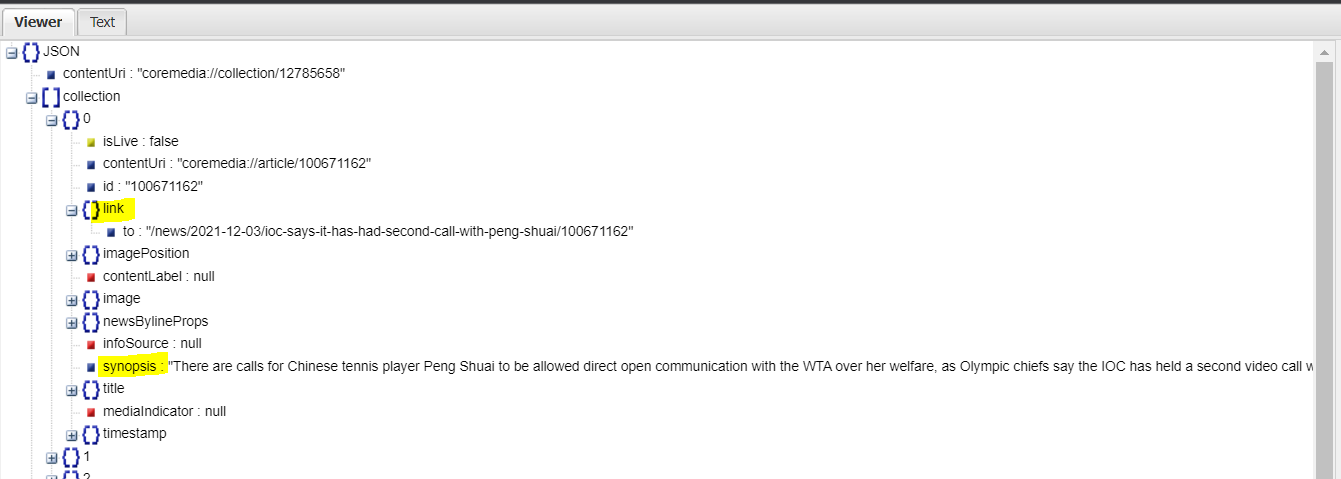 Viewer Text
JSON
contentUri : "coremedia://collection/12785658"
collection
0
isLive : false
contentUri : "coremedia://article/100671162"
id : "100671162"
link
to : "/news/2021-12-03/ioc-says-it-has-had-second-call-with-peng-shuai/100671162"
imagePosition
contentLabel : null
image
newsBylineProps
infoSource : null
synopsis : "There are calls for Chinese tennis player Peng Shuai to be allowed direct open communication with the WTA over her welfare, as Olympic chiefs say the IOC has held a second video call w
title
mediaIndicator : null
timestamp
1
2